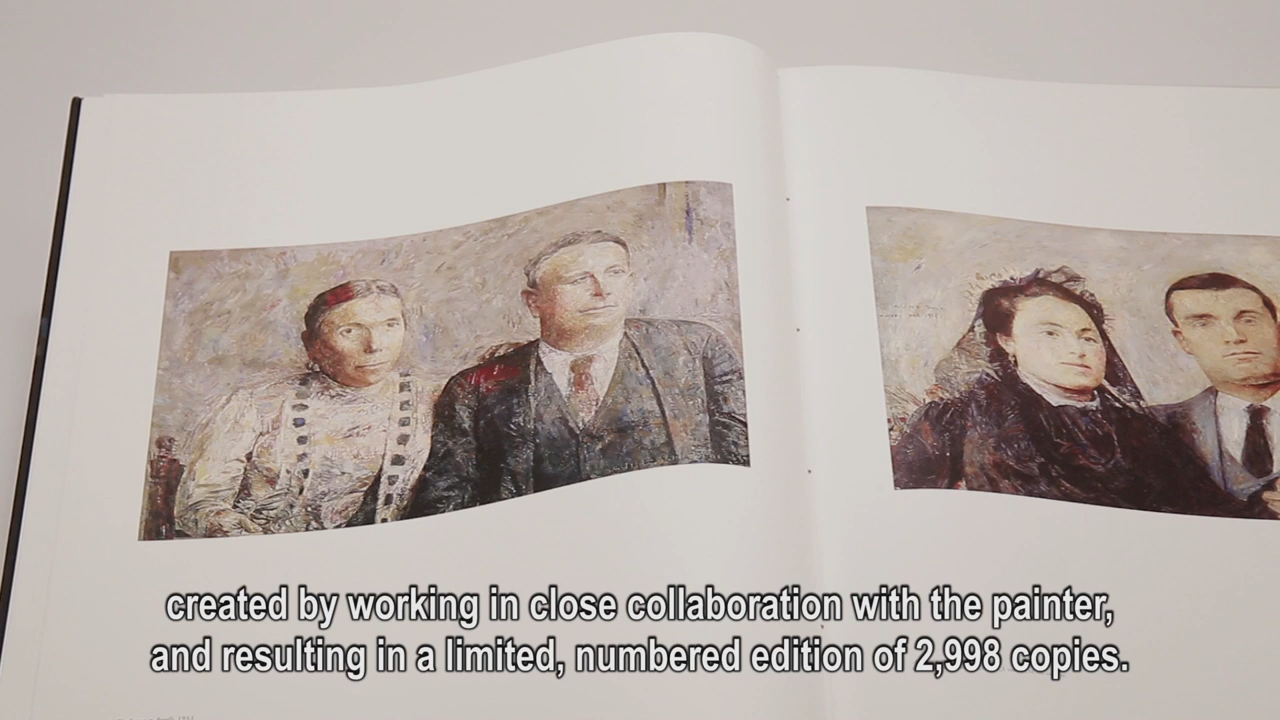 created by working in close collaboration with the painter,
and resulting in a limited, numbered edition of 2,998 copies.